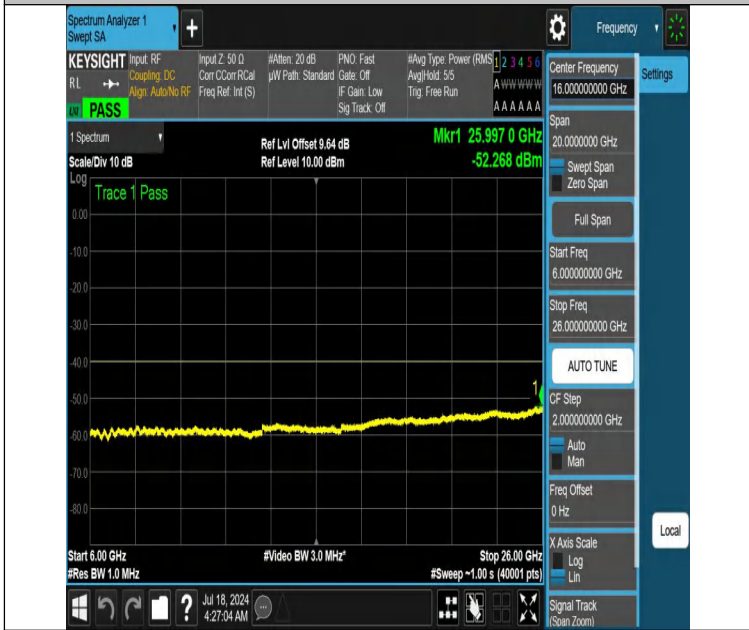 Spectrum Analyzer 1
Swept SA
+
Frequency
KEYSIGHT
RL
LXI
PASS
Input: RF
Coupling: DC
Align: Auto/No RF
Input Z: 50 Ω
Corr CCorr RCal
Freq Ref: Int (S)
#Atten: 20 dB
µW Path: Standard
PNO: Fast
Gate: Off
IF Gain: Low
Sig Track: Off
#Avg Type: Power (RMS
Avg|Hold: 5/5
Trig: Free Run
1 2 3 4 5 6
A W W W W W
A A A A A A
1 Spectrum
Scale/Div 10 dB
Ref Lvl Offset 9.64 dB
Ref Level 10.00 dBm
Mkr1 25.997 0 GHz
-52.268 dBm
Log
Trace 1 Pass
0.00
-10.0
-20.0
-30.0
-40.0
-50.0
-60.0
-70.0
-80.0
1
Start 6.00 GHz
#Res BW 1.0 MHz
#Video BW 3.0 MHz*
Stop 26.00 GHz
#Sweep ~1.00 s (40001 pts)
Center Frequency
16.000000000 GHz
Settings
Span
20.0000000 GHz
Swept Span
Zero Span
Full Span
Start Freq
6.000000000 GHz
Stop Freq
26.000000000 GHz
AUTO TUNE
CF Step
2.000000000 GHz
Auto
Man
Freq Offset
0 Hz
X Axis Scale
Log
Lin
Local
Signal Track
(Span Zoom)
?
Jul 18, 2024
4:27:04 AM